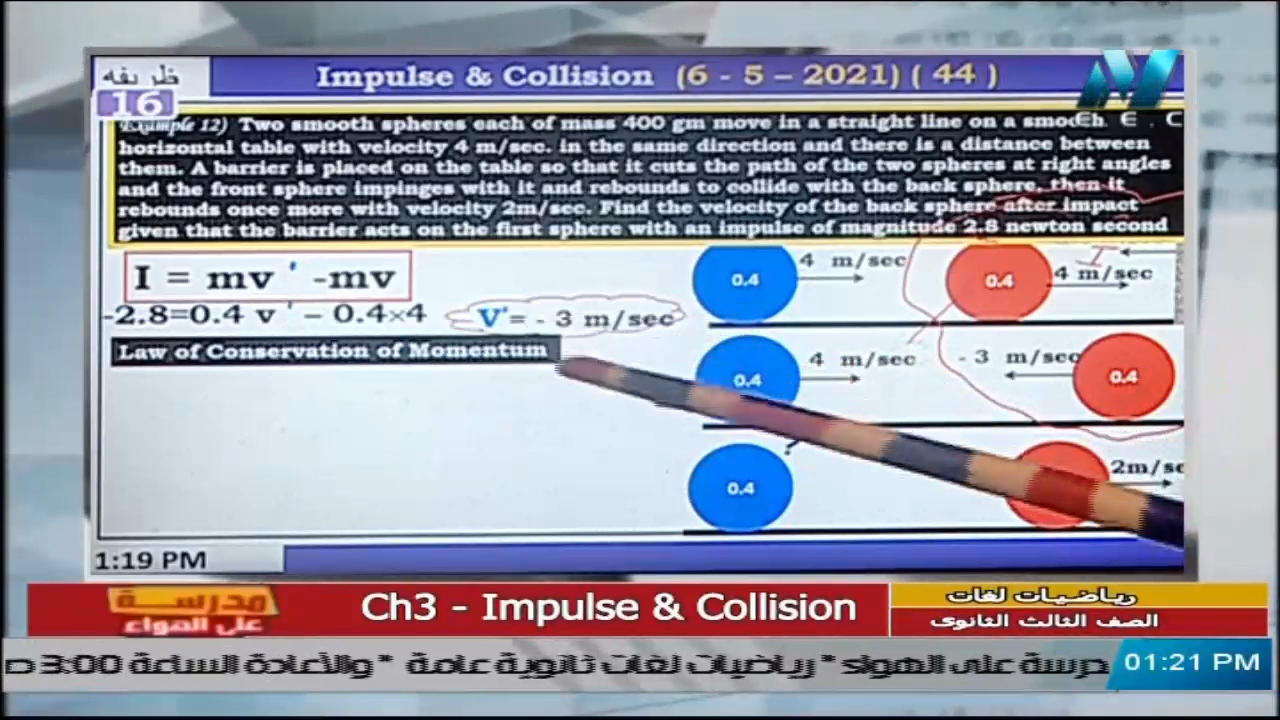 ظريفه
16
Impulse & Collision (6 - 5 – 2021) ( 44 )
Example 12) Two smooth spheres each of mass 400 gm move in a straight line on a smooth
horizontal table with velocity 4 m/sec. in the same direction and there is a distance between
them. A barrier is placed on the table so that it cuts the path of the two spheres at right angles
and the front sphere impinges with it and rebounds to collide with the back sphere, then it
rebounds once more with velocity 2m/sec. Find the velocity of the back sphere after impact
given that the barrier acts on the first sphere with an impulse of magnitude 2.8 newton second
I = mv ' -mv
-2.8=0.4 v ' – 0.4×4
V'= - 3 m/sec
Law of Conservation of Momentum
0.4
4 m/sec
0.4
4 m/sec
0.4
4 m/sec
- 3 m/sec
0.4
0.4
?
2m/se
1:19 PM
مدرسة
على الهواء
Ch3 - Impulse & Collision
رياضيات لغات
الصف الثالث الثانوى
مدرسة على الهواء * رياضيات لغات ثانوية عامة * والأعادة الساعة 3:00
01:21 PM